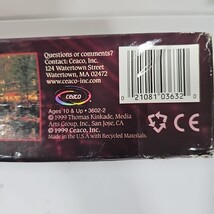 Questions or comments?
Contact: Ceaco, Inc.
124 Watertown Street
Watertown, MA 02472
www.ceaco-inc.com
ceaco
Ages 10 & Up • 3602-2
© 1999 Thomas Kinkade, Media
Arts Group, Inc., San Jose, CA
© 1999 Ceaco, Inc.
Made in the U.S.A with Recycled Materials.
0 21081 03632 0
CE